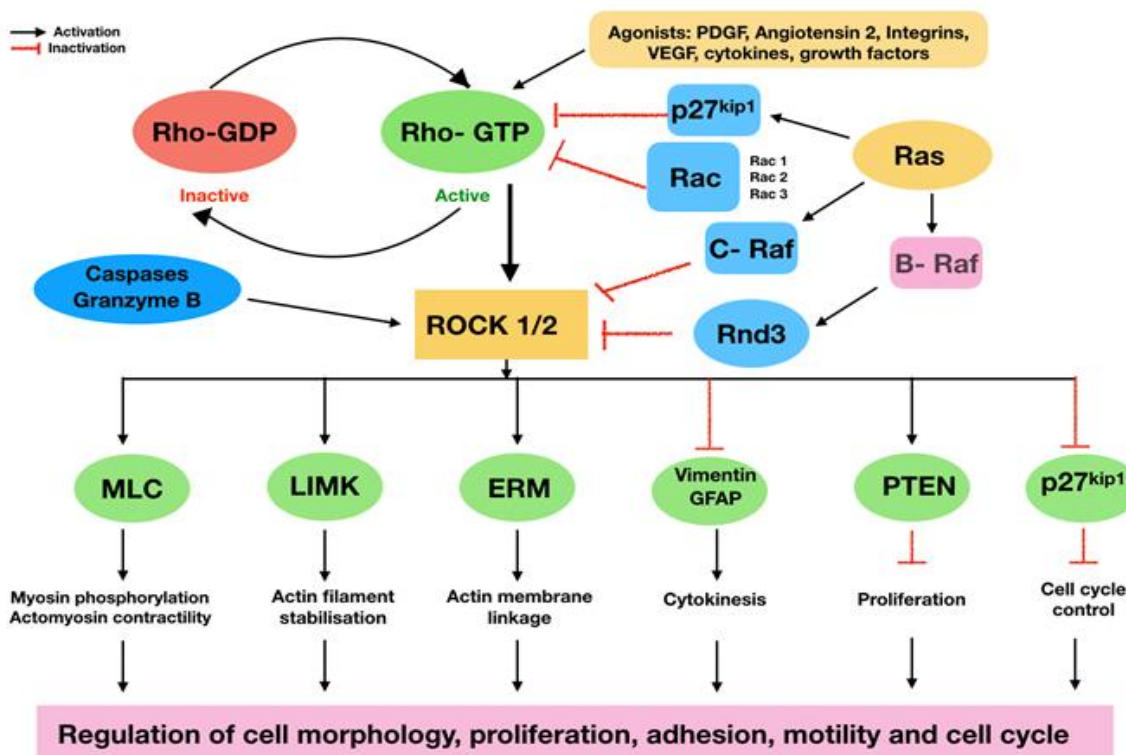 Activation
Inactivation
Agonists: PDGF, Angiotensin 2, Integrins,
VEGF, cytokines, growth factors
Rho-GDP
Rho- GTP
p27kip1
Ras
Rac
Rac 1
Rac 2
Rac 3
Inactive
Active
C- Raf
B- Raf
Caspases
Granzyme B
ROCK 1/2
Rnd3
MLC
LIMK
ERM
Vimentin
GFAP
PTEN
p27kip1
Myosin phosphorylation
Actomyosin contractility
Actin filament
stabilisation
Actin membrane
linkage
Cytokinesis
Proliferation
Cell cycle
control
Regulation of cell morphology, proliferation, adhesion, motility and cell cycle